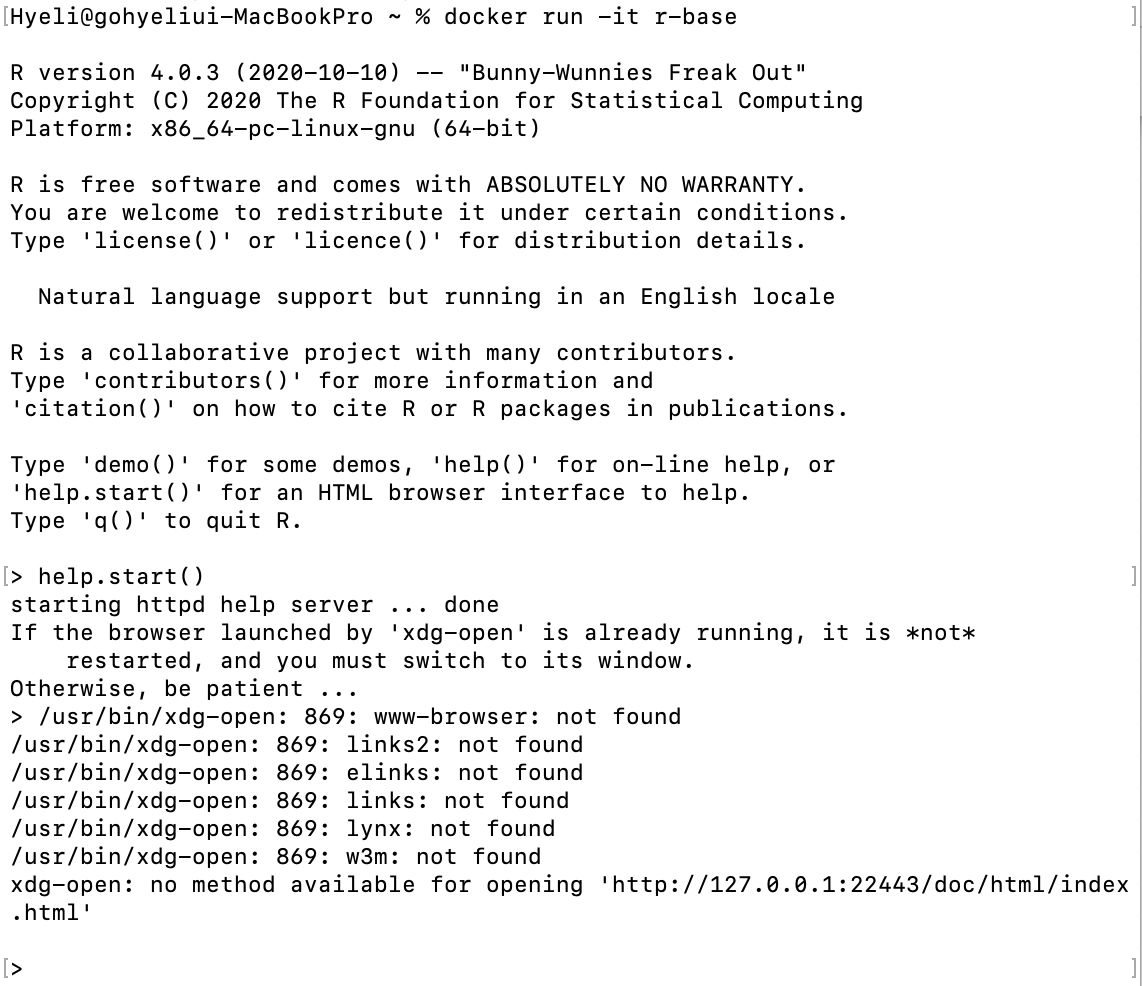 [Hyeli@gohyeliui-MacBookPro ~ % docker run -it r-base ]
R version 4.0.3 (2020-10-10) -- "Bunny-Wunnies Freak Out"
Copyright (C) 2020 The R Foundation for Statistical Computing
Platform: x86_64-pc-linux-gnu (64-bit)
R is free software and comes with ABSOLUTELY NO WARRANTY.
You are welcome to redistribute it under certain conditions.
Type 'license()' or 'licence()' for distribution details.
  Natural language support but running in an English locale
R is a collaborative project with many contributors.
Type 'contributors()' for more information and
'citation()' on how to cite R or R packages in publications.
Type 'demo()' for some demos, 'help()' for on-line help, or
'help.start()' for an HTML browser interface to help.
Type 'q()' to quit R.
[> help.start() ]
starting httpd help server ... done
If the browser launched by 'xdg-open' is already running, it is *not*
    restarted, and you must switch to its window.
Otherwise, be patient ...
> /usr/bin/xdg-open: 869: www-browser: not found
/usr/bin/xdg-open: 869: links2: not found
/usr/bin/xdg-open: 869: elinks: not found
/usr/bin/xdg-open: 869: links: not found
/usr/bin/xdg-open: 869: lynx: not found
/usr/bin/xdg-open: 869: w3m: not found
xdg-open: no method available for opening 'http://127.0.0.1:22443/doc/html/index
.html'
[> ]